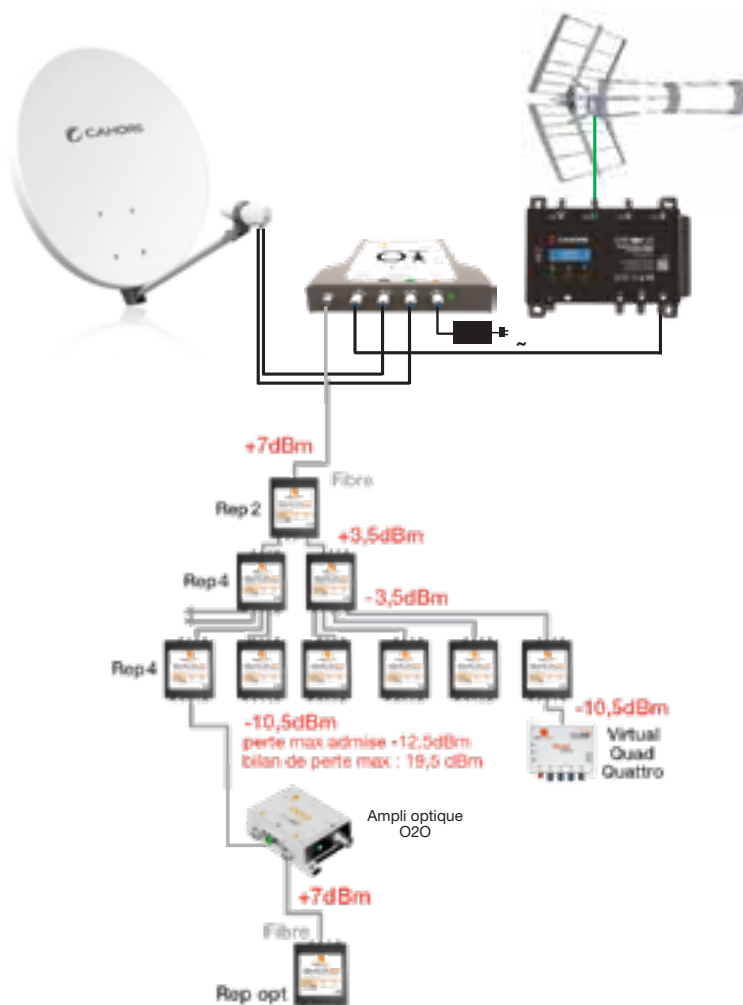 CAHORS
CAHORS
~
+7dBm
Fibre
Rep 2
+3,5dBm
Rep 4
-3,5dBm
Rep 4
-10,5dBm
perte max admise -12,5dBm
bilan de perte max : 19,5 dBm
-10,5dBm
Virtual
Quad
Quattro
Ampli optique
O2O
+7dBm
Fibre
Rep opt